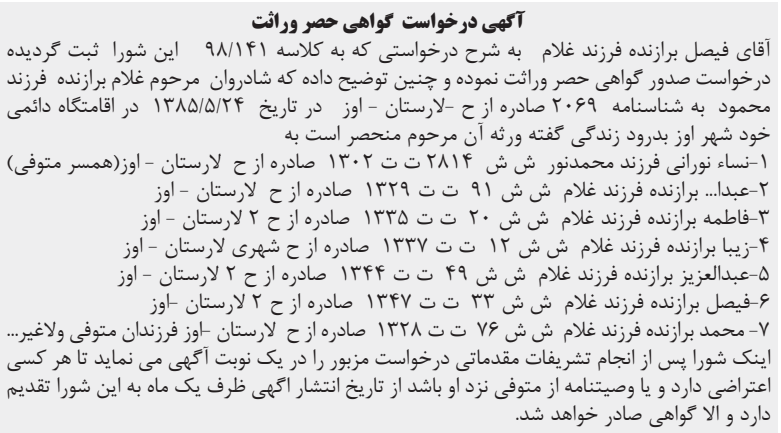 آگهی درخواست گواهی حصر وراثت
آقای فیصل برازنده فرزند غلام به شرح درخواستی که به کلاسه ۹۸/۱۴۱ این شورا ثبت گردیده
درخواست صدور گواهی حصر وراثت نموده و چنین توضیح داده که شادروان مرحوم غلام برازنده فرزند
محمود به شناسنامه ۲۰۶۹ صادره از ح -لارستان - اوز در تاریخ ۱۳۸۵/۵/۲۴ در اقامتگاه دائمی
خود شهر اوز بدرود زندگی گفته ورثه آن مرحوم منحصر است به
۱-نساء نورانی فرزند محمدنور ش ش ۲۸۱۴ ت ت ۱۳۰۲ صادره از ح لارستان - اوز(همسر متوفی)
۲-عبدا... برازنده فرزند غلام ش ش ۹۱ ت ت ۱۳۲۹ صادره از ح لارستان - اوز
۳-فاطمه برازنده فرزند غلام ش ش ۲۰ ت ت ۱۳۳۵ صادره از ح ۲ لارستان - اوز
۴-زیبا برازنده فرزند غلام ش ش ۱۲ ت ت ۱۳۳۷ صادره از ح شهری لارستان - اوز
۵-عبدالعزیز برازنده فرزند غلام ش ش ۴۹ ت ت ۱۳۴۴ صادره از ح ۲ لارستان - اوز
۶-فیصل برازنده فرزند غلام ش ش ۳۳ ت ت ۱۳۴۷ صادره از ح ۲ لارستان -اوز
۷- محمد برازنده فرزند غلام ش ش ۷۶ ت ت ۱۳۲۸ صادره از ح لارستان -اوز فرزندان متوفی ولاغیر...
اینک شورا پس از انجام تشریفات مقدماتی درخواست مزبور را در یک نوبت آگهی می نماید تا هر کسی
اعتراضی دارد و یا وصیتنامه از متوفی نزد او باشد از تاریخ انتشار اگهی ظرف یک ماه به این شورا تقدیم
دارد و الا گواهی صادر خواهد شد.